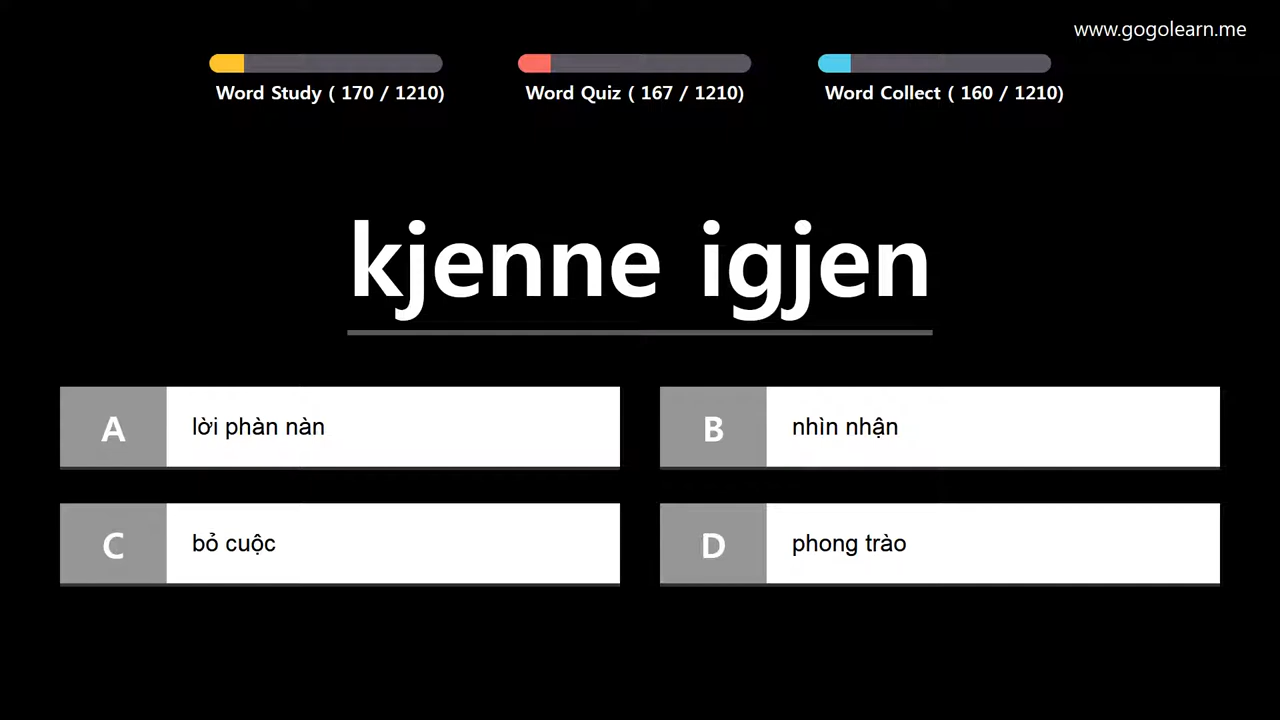 www.gogolearn.me
Word Study ( 170 / 1210)
Word Quiz ( 167 / 1210)
Word Collect ( 160 / 1210)
kjenne igjen
A lời phàn nàn
B nhìn nhận
C bỏ cuộc
D phong trào